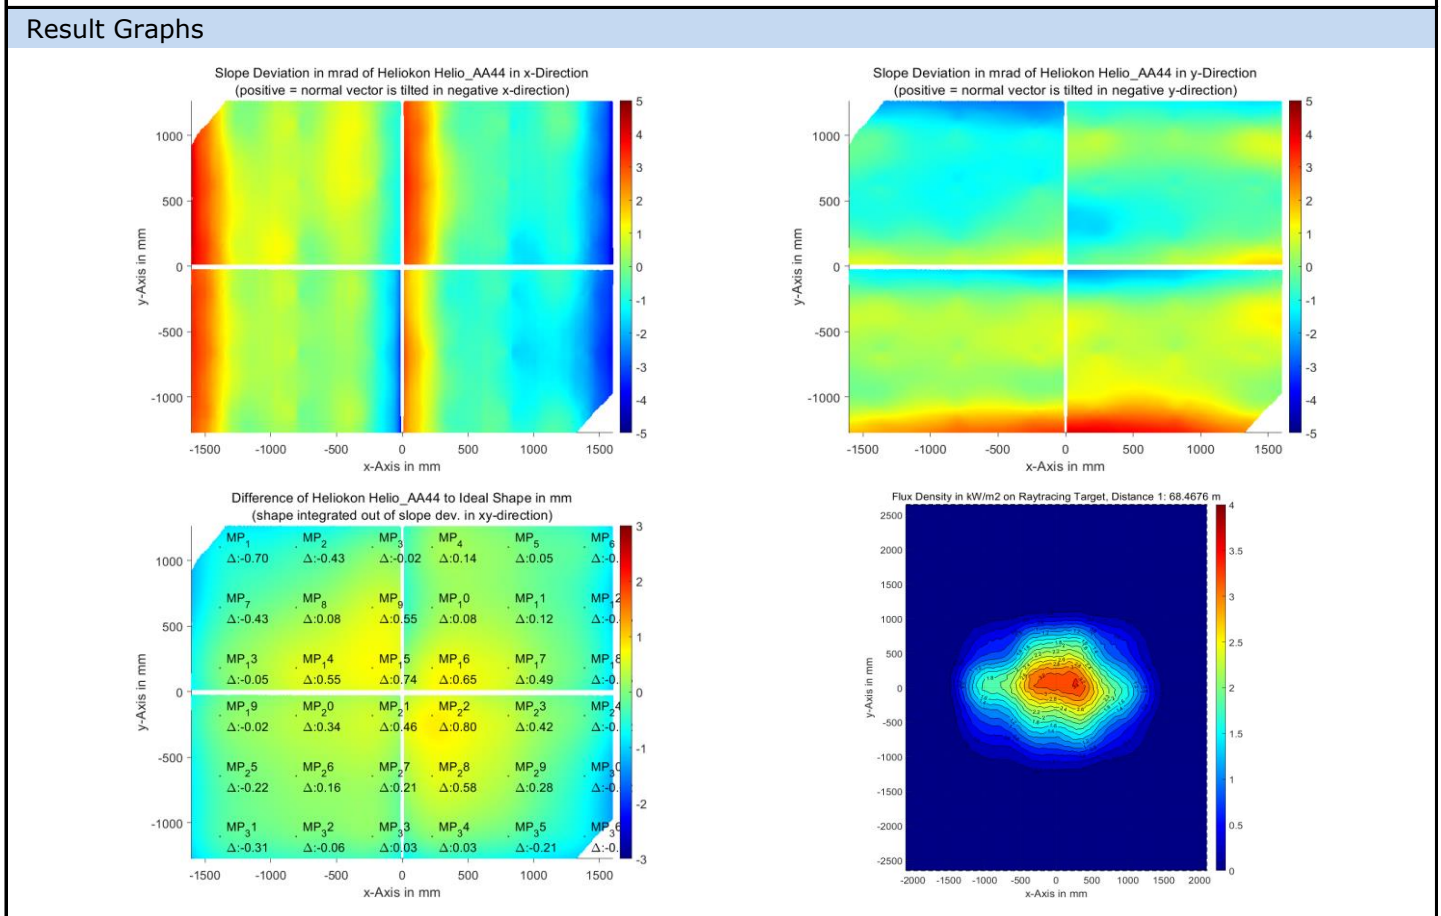 Result Graphs
Slope Deviation in mrad of Heliokon Helio_AA44 in x-Direction
(positive = normal vector is tilted in negative x-direction)
1000
500
0
-500
-1000
y-Axis in mm
-1500 -1000 -500 0 500 1000 1500
x-Axis in mm
5
4
3
2
1
0
-1
-2
-3
-4
-5
Slope Deviation in mrad of Heliokon Helio_AA44 in y-Direction
(positive = normal vector is tilted in negative y-direction)
1000
500
0
-500
-1000
y-Axis in mm
-1500 -1000 -500 0 500 1000 1500
x-Axis in mm
5
4
3
2
1
0
-1
-2
-3
-4
-5
Difference of Heliokon Helio_AA44 to Ideal Shape in mm
(shape integrated out of slope dev. in xy-direction)
MP1 MP2 MP3 MP4 MP5 MP6
Δ:-0.70 Δ:-0.43 Δ:-0.02 Δ:0.14 Δ:0.05 Δ:-0.
MP7 MP8 MP9 MP10 MP11 MP12
Δ:-0.43 Δ:0.08 Δ:0.55 Δ:0.08 Δ:0.12 Δ:-0.
MP13 MP14 MP15 MP16 MP17 MP18
Δ:-0.05 Δ:0.55 Δ:0.74 Δ:0.65 Δ:0.49 Δ:-0.
MP19 MP20 MP21 MP22 MP23 MP24
Δ:-0.02 Δ:0.34 Δ:0.46 Δ:0.80 Δ:0.42 Δ:-0.
MP25 MP26 MP27 MP28 MP29 MP30
Δ:-0.22 Δ:0.16 Δ:0.21 Δ:0.58 Δ:0.28 Δ:-0.
MP31 MP32 MP33 MP34 MP35 MP36
Δ:-0.31 Δ:-0.06 Δ:0.03 Δ:0.03 Δ:-0.21 Δ:-0.
1000
500
0
-500
-1000
y-Axis in mm
-1500 -1000 -500 0 500 1000 1500
x-Axis in mm
3
2
1
0
-1
-2
-3
Flux Density in kW/m2 on Raytracing Target, Distance 1: 68.4676 m
2500
2000
1500
1000
500
0
-500
-1000
-1500
-2000
-2500
y-Axis in mm
-2000 -1500 -1000 -500 0 500 1000 1500 2000
x-Axis in mm
4
3.5
3
2.5
2
1.5
1
0.5
0